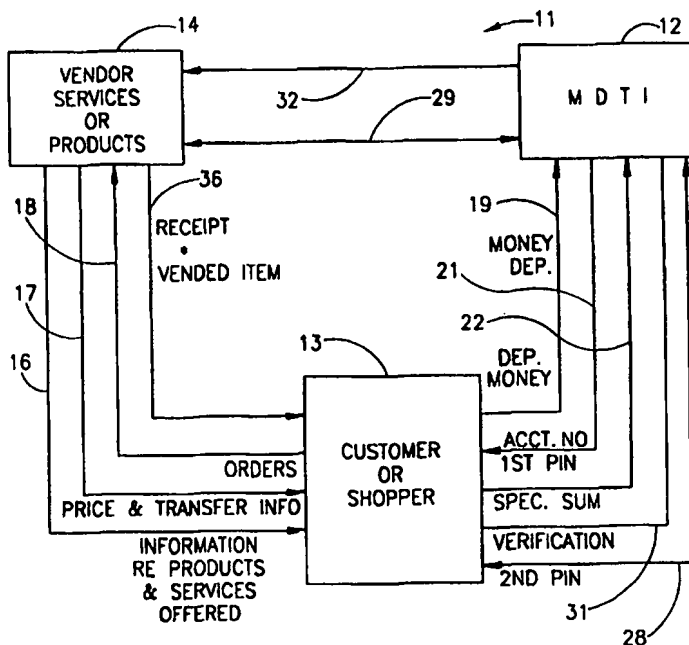 14
11
12
VENDOR
SERVICES
OR
PRODUCTS
32
29
M D T I
36
18
RECEIPT
*
VENDED ITEM
19
MONEY
DEP.
17
21
22
16
13
DEP.
MONEY
CUSTOMER
OR
SHOPPER
ORDERS
ACCT. NO
1ST PIN
PRICE & TRANSFER INFO
SPEC. SUM
INFORMATION
RE PRODUCTS
& SERVICES
OFFERED
VERIFICATION
2ND PIN
31
28